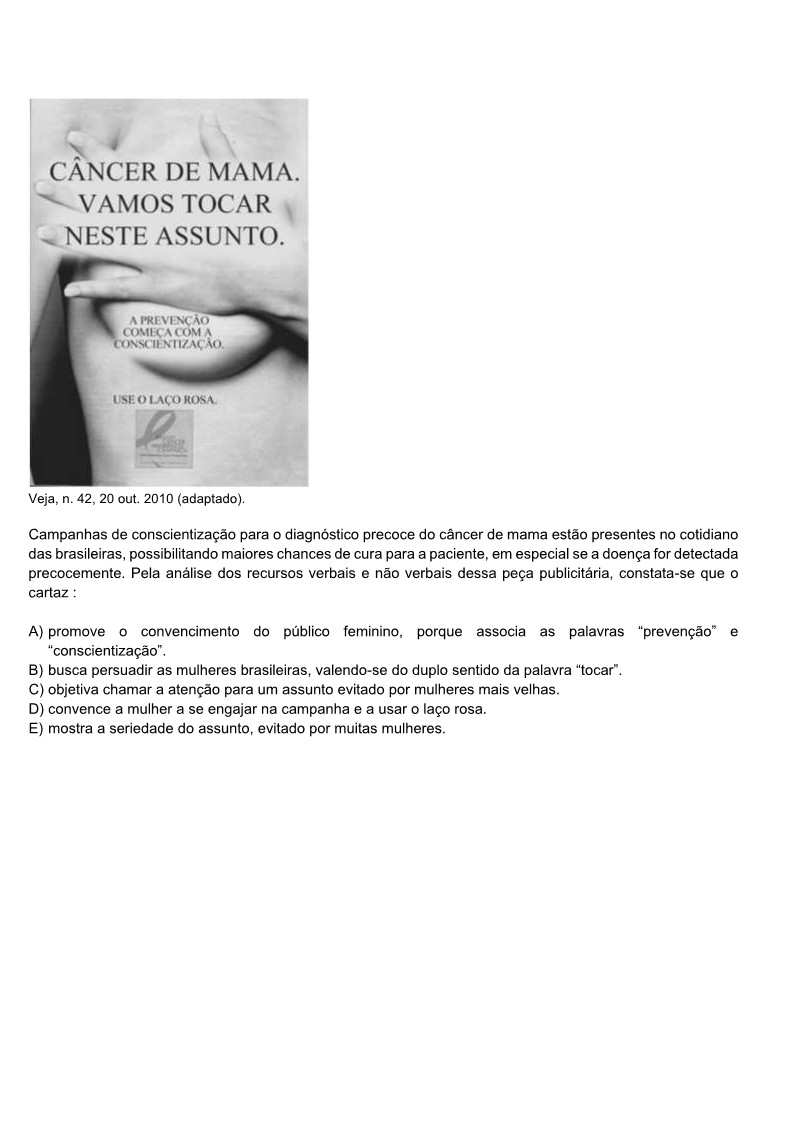 CÂNCER DE MAMA.
VAMOS TOCAR
NESTE ASSUNTO.
A PREVENÇÃO
COMEÇA COM A
CONSCIENTIZAÇÃO.
USE O LAÇO ROSA.
Veja, n. 42, 20 out. 2010 (adaptado).
Campanhas de conscientização para o diagnóstico precoce do câncer de mama estão presentes no cotidiano
das brasileiras, possibilitando maiores chances de cura para a paciente, em especial se a doença for detectada
precocemente. Pela análise dos recursos verbais e não verbais dessa peça publicitária, constata-se que o
cartaz :
A) promove o convencimento do público feminino, porque associa as palavras “prevenção” e
“conscientização”.
B) busca persuadir as mulheres brasileiras, valendo-se do duplo sentido da palavra “tocar”.
C) objetiva chamar a atenção para um assunto evitado por mulheres mais velhas.
D) convence a mulher a se engajar na campanha e a usar o laço rosa.
E) mostra a seriedade do assunto, evitado por muitas mulheres.